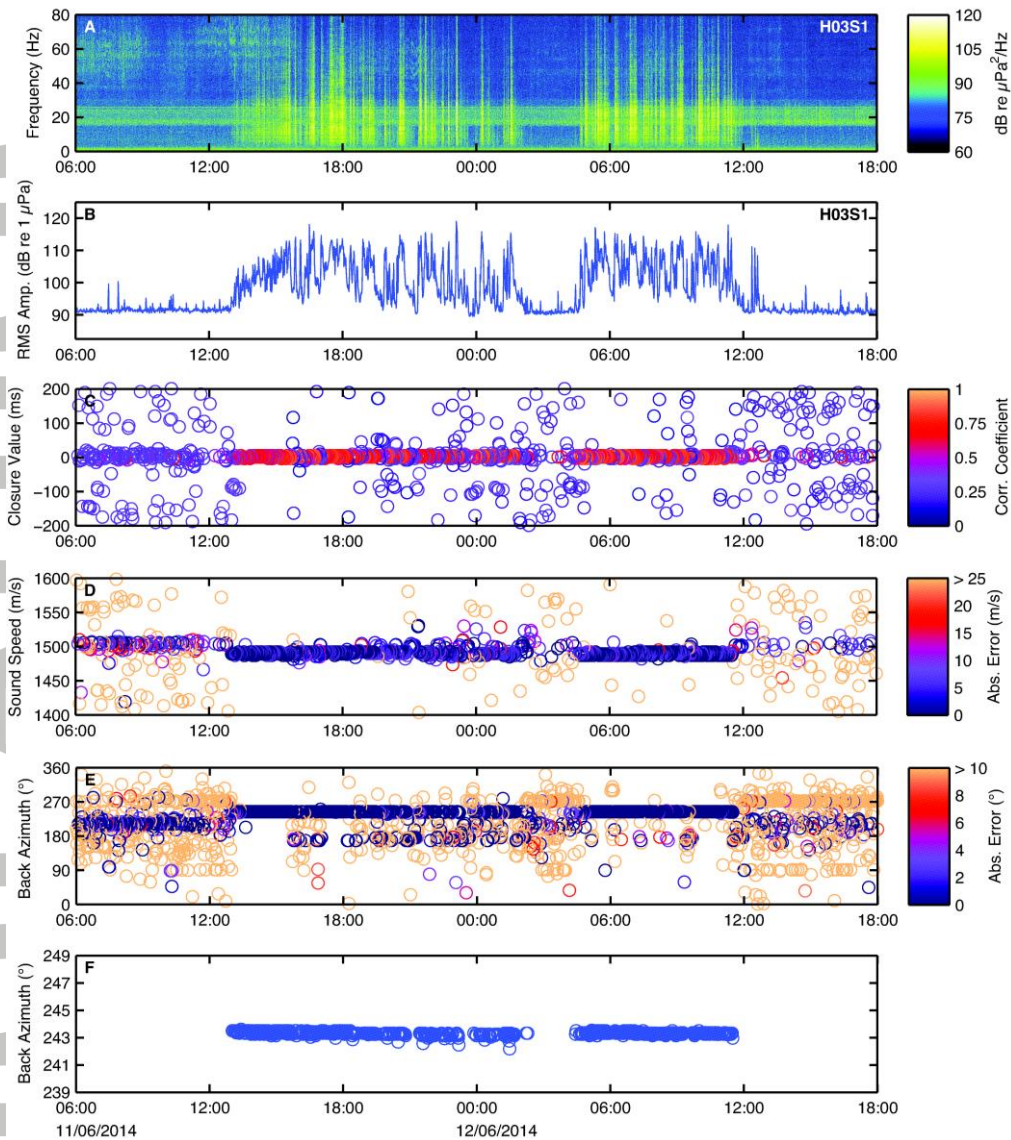 A
H03S1
Frequency (Hz)
80
60
40
20
0
06:00 12:00 18:00 00:00 06:00 12:00 18:00
120
105
90
75
60
dB re μPa²/Hz
B
H03S1
RMS Amp. (dB re 1 μPa)
120
110
100
90
06:00 12:00 18:00 00:00 06:00 12:00 18:00
C
Closure Value (ms)
200
100
0
−100
−200
06:00 12:00 18:00 00:00 06:00 12:00 18:00
1
0.75
0.5
0.25
0
Corr. Coefficient
D
Sound Speed (m/s)
1600
1550
1500
1450
1400
06:00 12:00 18:00 00:00 06:00 12:00 18:00
> 25
20
15
10
5
0
Abs. Error (m/s)
E
Back Azimuth (°)
360
270
180
90
0
06:00 12:00 18:00 00:00 06:00 12:00 18:00
> 10
8
6
4
2
0
Abs. Error (°)
F
Back Azimuth (°)
249
247
245
243
241
239
06:00 12:00 18:00 00:00 06:00 12:00 18:00
11/06/2014 12/06/2014